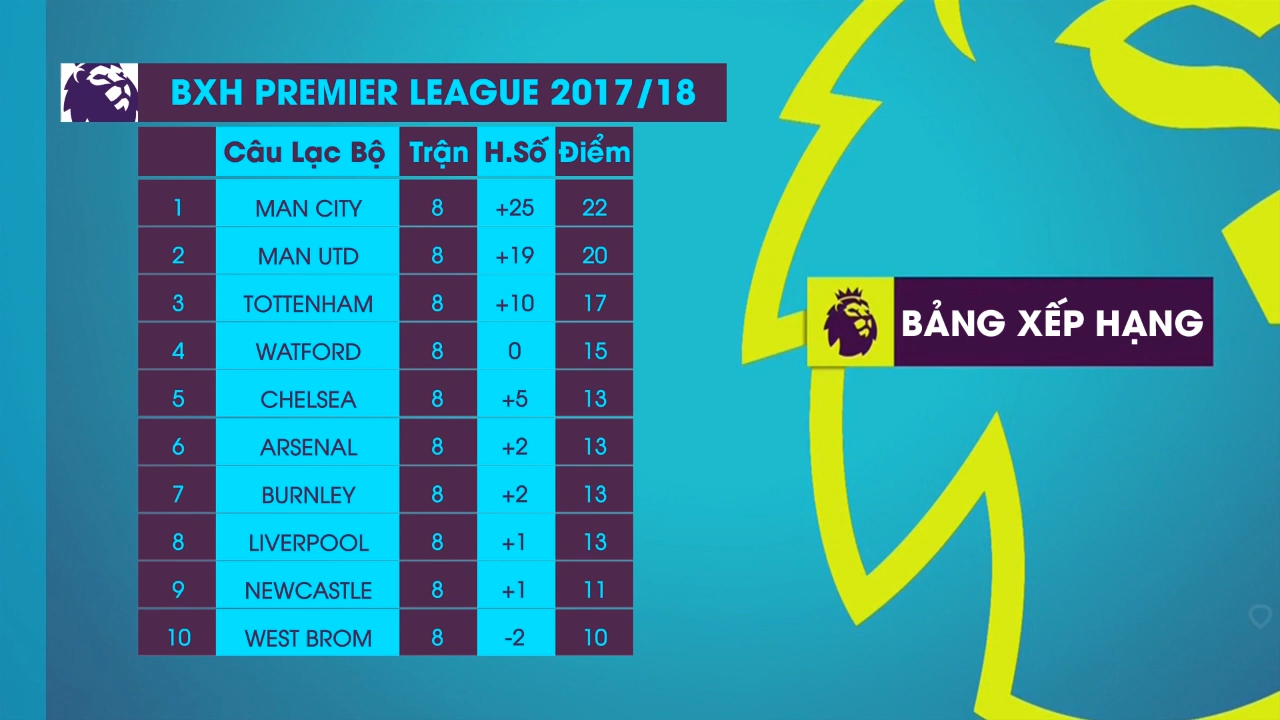 BXH PREMIER LEAGUE 2017/18
Câu Lạc Bộ Trận H.Số Điểm
1 MAN CITY 8 +25 22
2 MAN UTD 8 +19 20
3 TOTTENHAM 8 +10 17
4 WATFORD 8 0 15
5 CHELSEA 8 +5 13
6 ARSENAL 8 +2 13
7 BURNLEY 8 +2 13
8 LIVERPOOL 8 +1 13
9 NEWCASTLE 8 +1 11
10 WEST BROM 8 -2 10
BẢNG XẾP HẠNG